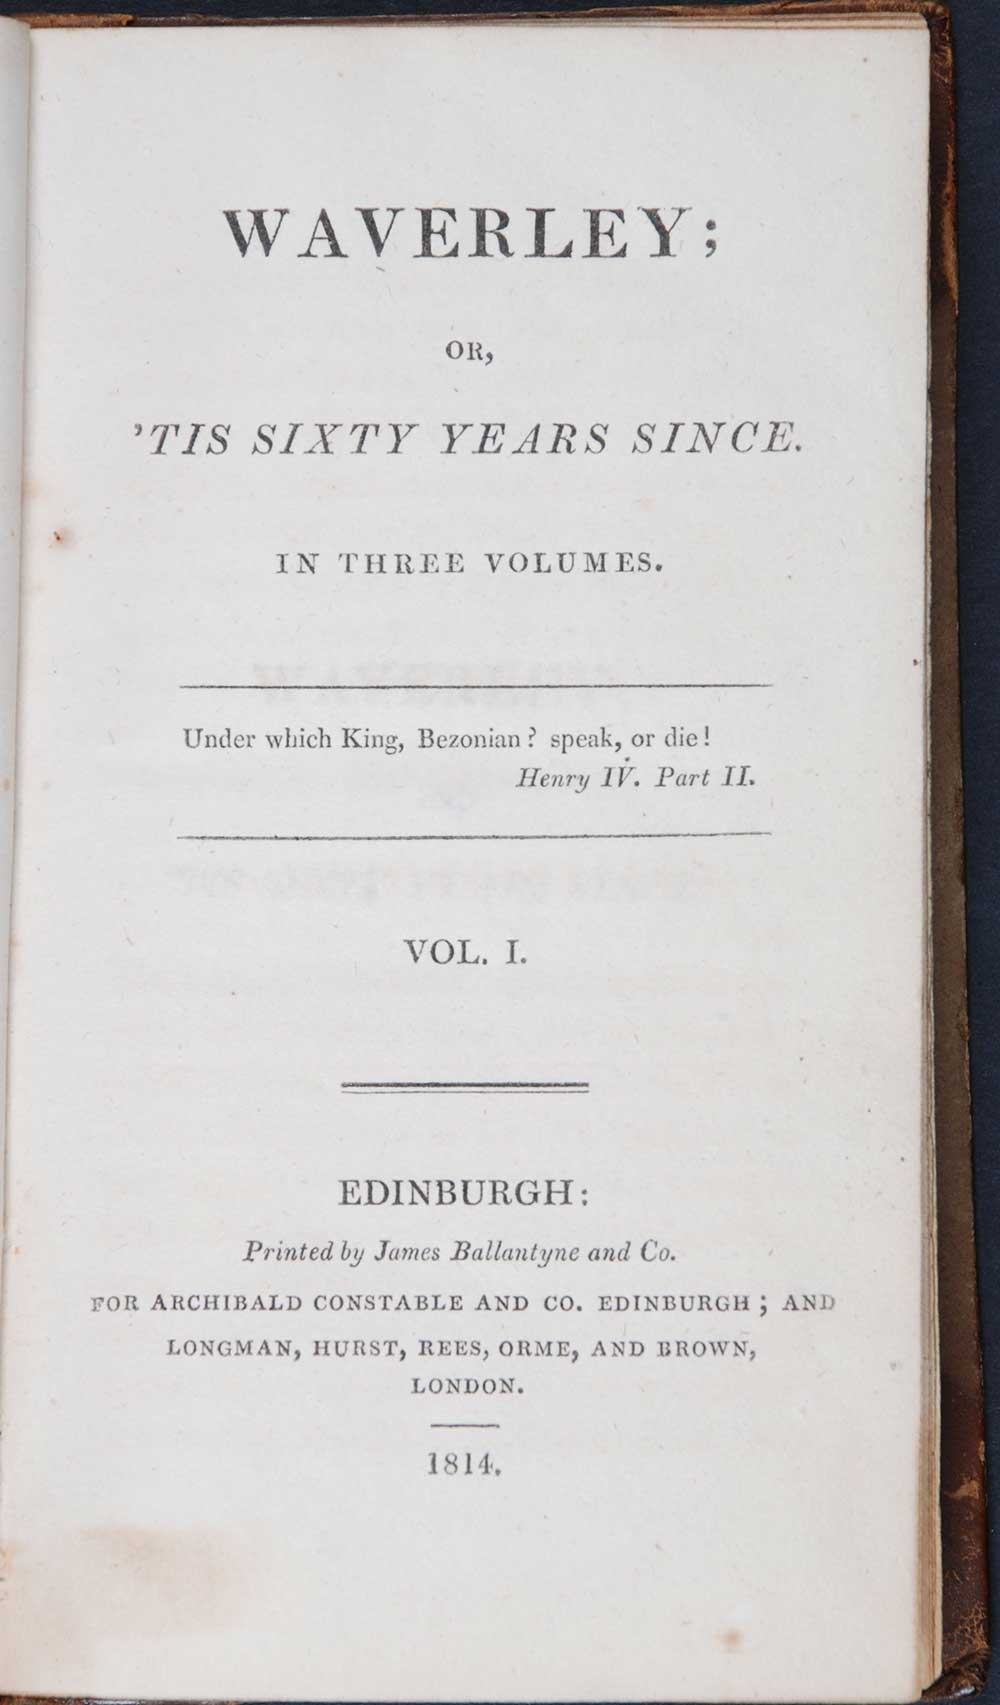 WAVERLEY;
OR,
'TIS SIXTY YEARS SINCE.
IN THREE VOLUMES.
Under which King, Bezonian? speak, or die!
Henry IV. Part II.
VOL. I.
EDINBURGH:
Printed by James Ballantyne and Co.
FOR ARCHIBALD CONSTABLE AND CO. EDINBURGH; AND
LONGMAN, HURST, REES, ORME, AND BROWN,
LONDON.
1814.